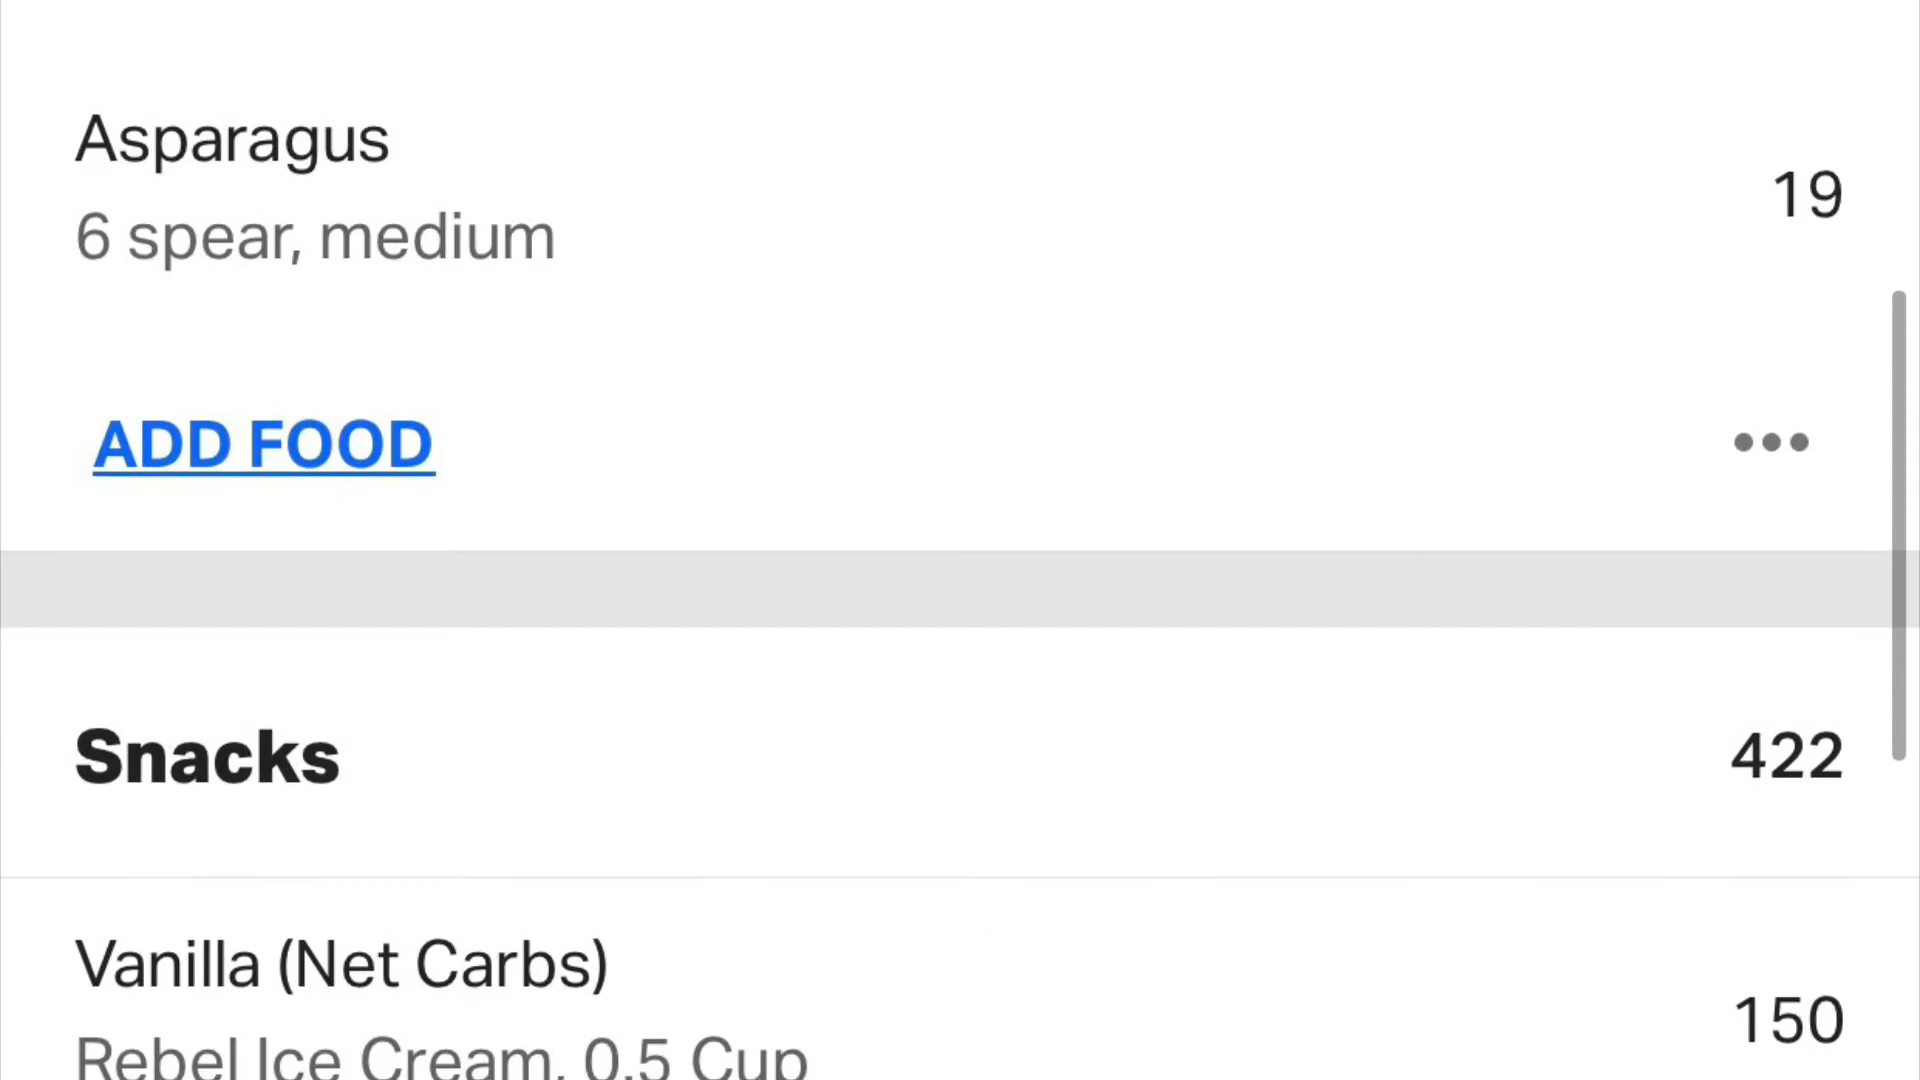 Asparagus
19
6 spear, medium
ADD FOOD
Snacks
422
Vanilla (Net Carbs)
150
Rebel Ice Cream, 0.5 Cup